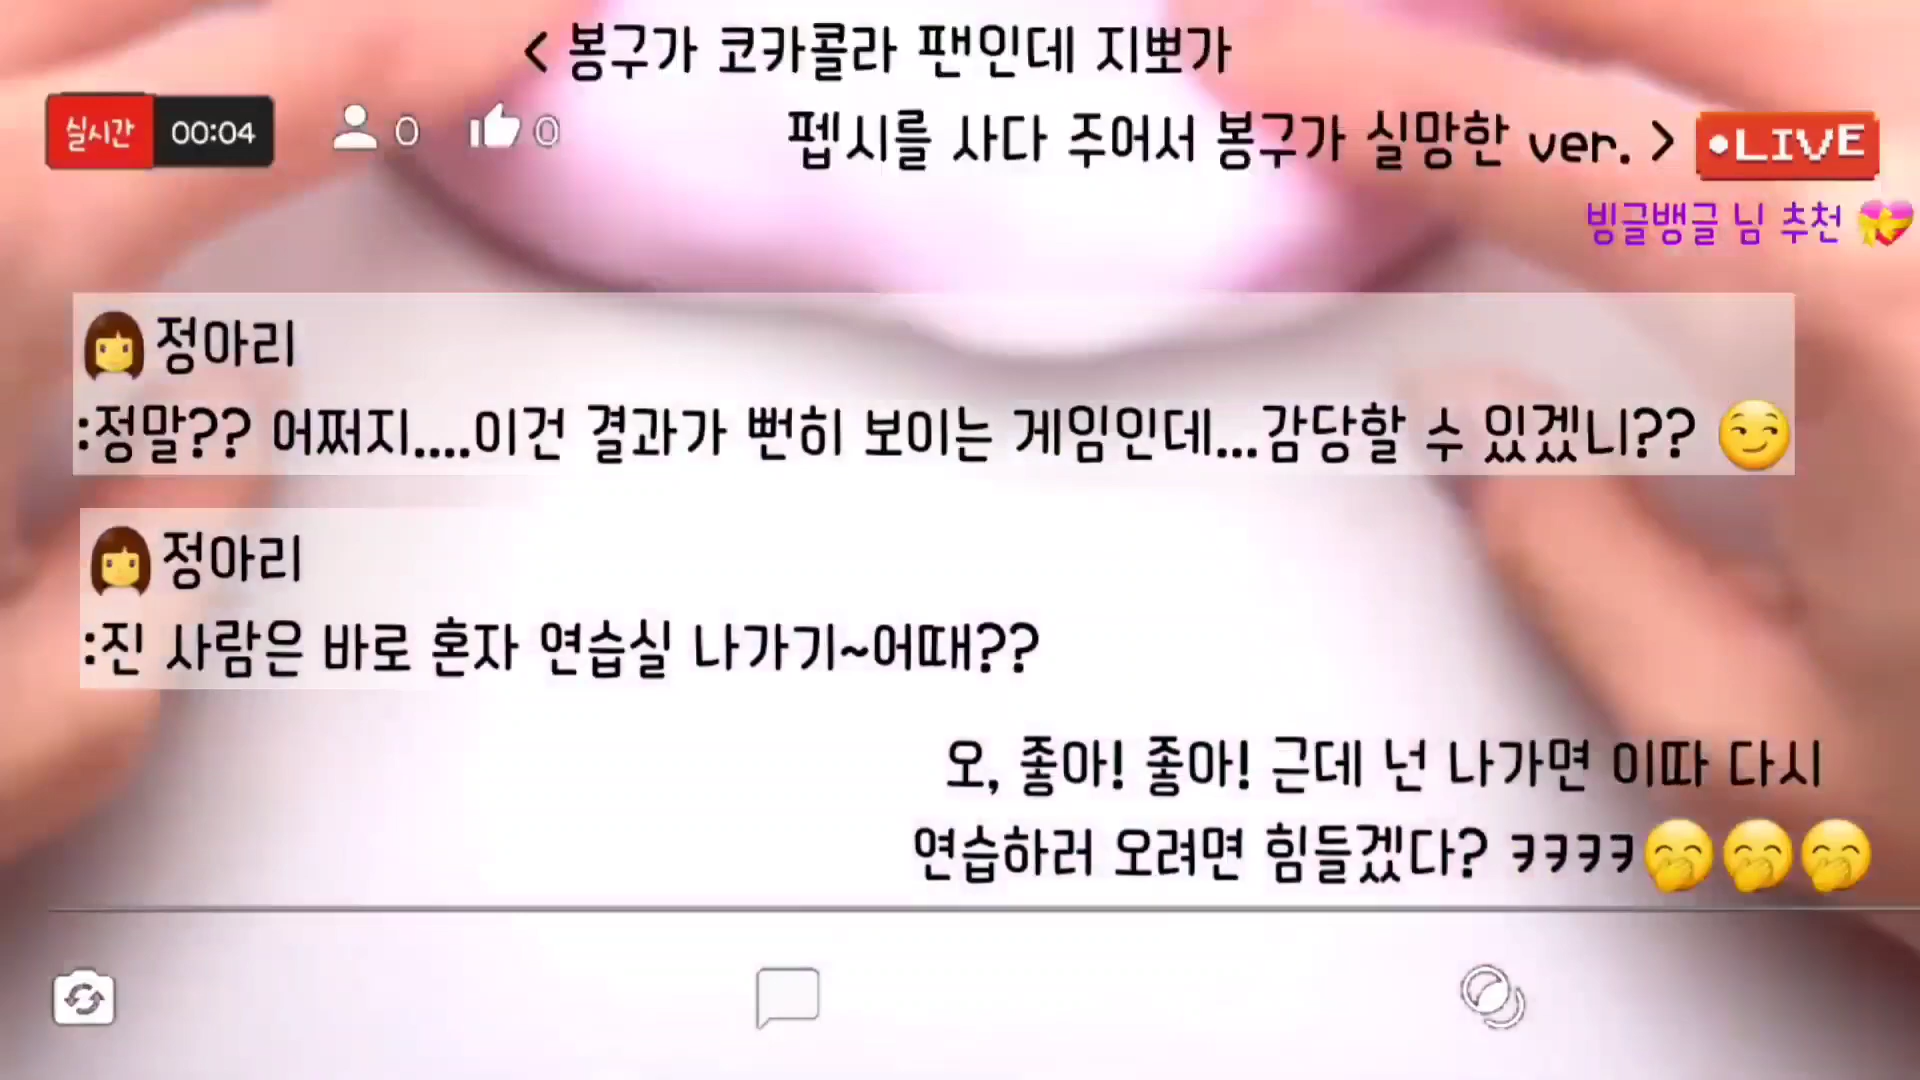 < 봉구가 코카콜라 팬인데 지뽀가
펩시를 사다 주어서 봉구가 실망한 ver. >
실시간 00:04 0 0
•LIVE
빙글뱅글 님 추천 💝
👩정아리
:정말?? 어쩌지....이건 결과가 뻔히 보이는 게임인데...감당할 수 있겠니?? 😏
👩정아리
:진 사람은 바로 혼자 연습실 나가기~어때??
오, 좋아! 좋아! 근데 넌 나가면 이따 다시
연습하러 오려면 힘들겠다? ㅋㅋㅋㅋ🤭🤭🤭